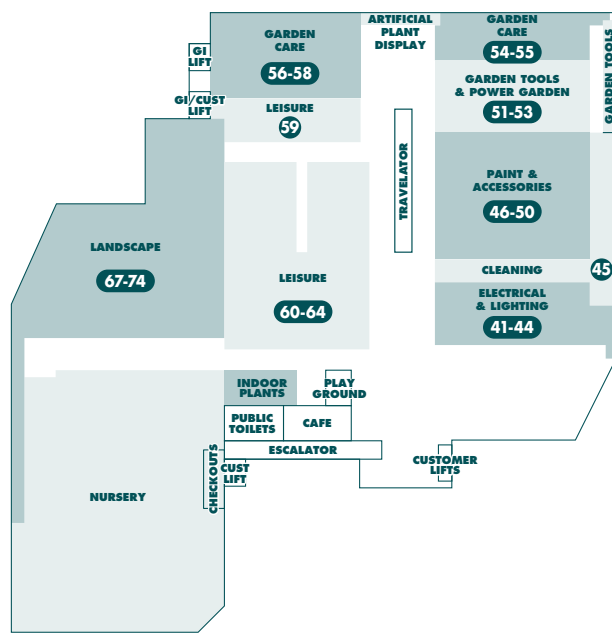 GARDEN
CARE
56-58
ARTIFICIAL
PLANT
DISPLAY
GARDEN
CARE
54-55
GARDEN TOOLS
GI
LIFT
GI/CUST
LIFT
LEISURE
59
GARDEN TOOLS
& POWER GARDEN
51-53
TRAVELATOR
PAINT &
ACCESSORIES
46-50
LANDSCAPE
67-74
LEISURE
60-64
CLEANING
45
ELECTRICAL
& LIGHTING
41-44
INDOOR
PLANTS
PLAY
GROUND
PUBLIC
TOILETS
CAFE
ESCALATOR
CHECKOUTS
CUST
LIFT
CUSTOMER
LIFTS
NURSERY